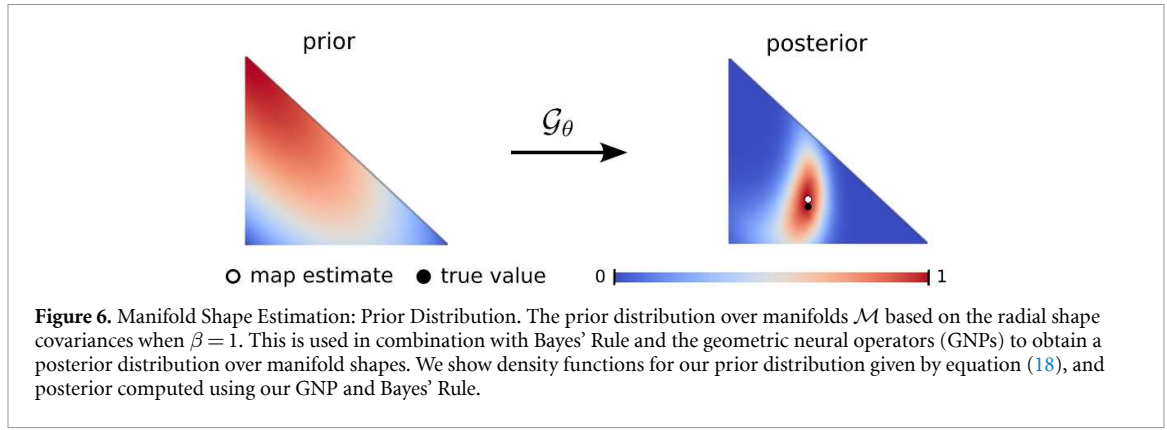 prior
posterior
𝒢θ
map estimate
true value
0
1
Figure 6. Manifold Shape Estimation: Prior Distribution. The prior distribution over manifolds ℳ based on the radial shape
covariances when β = 1. This is used in combination with Bayes’ Rule and the geometric neural operators (GNPs) to obtain a
posterior distribution over manifold shapes. We show density functions for our prior distribution given by equation (18), and
posterior computed using our GNP and Bayes’ Rule.